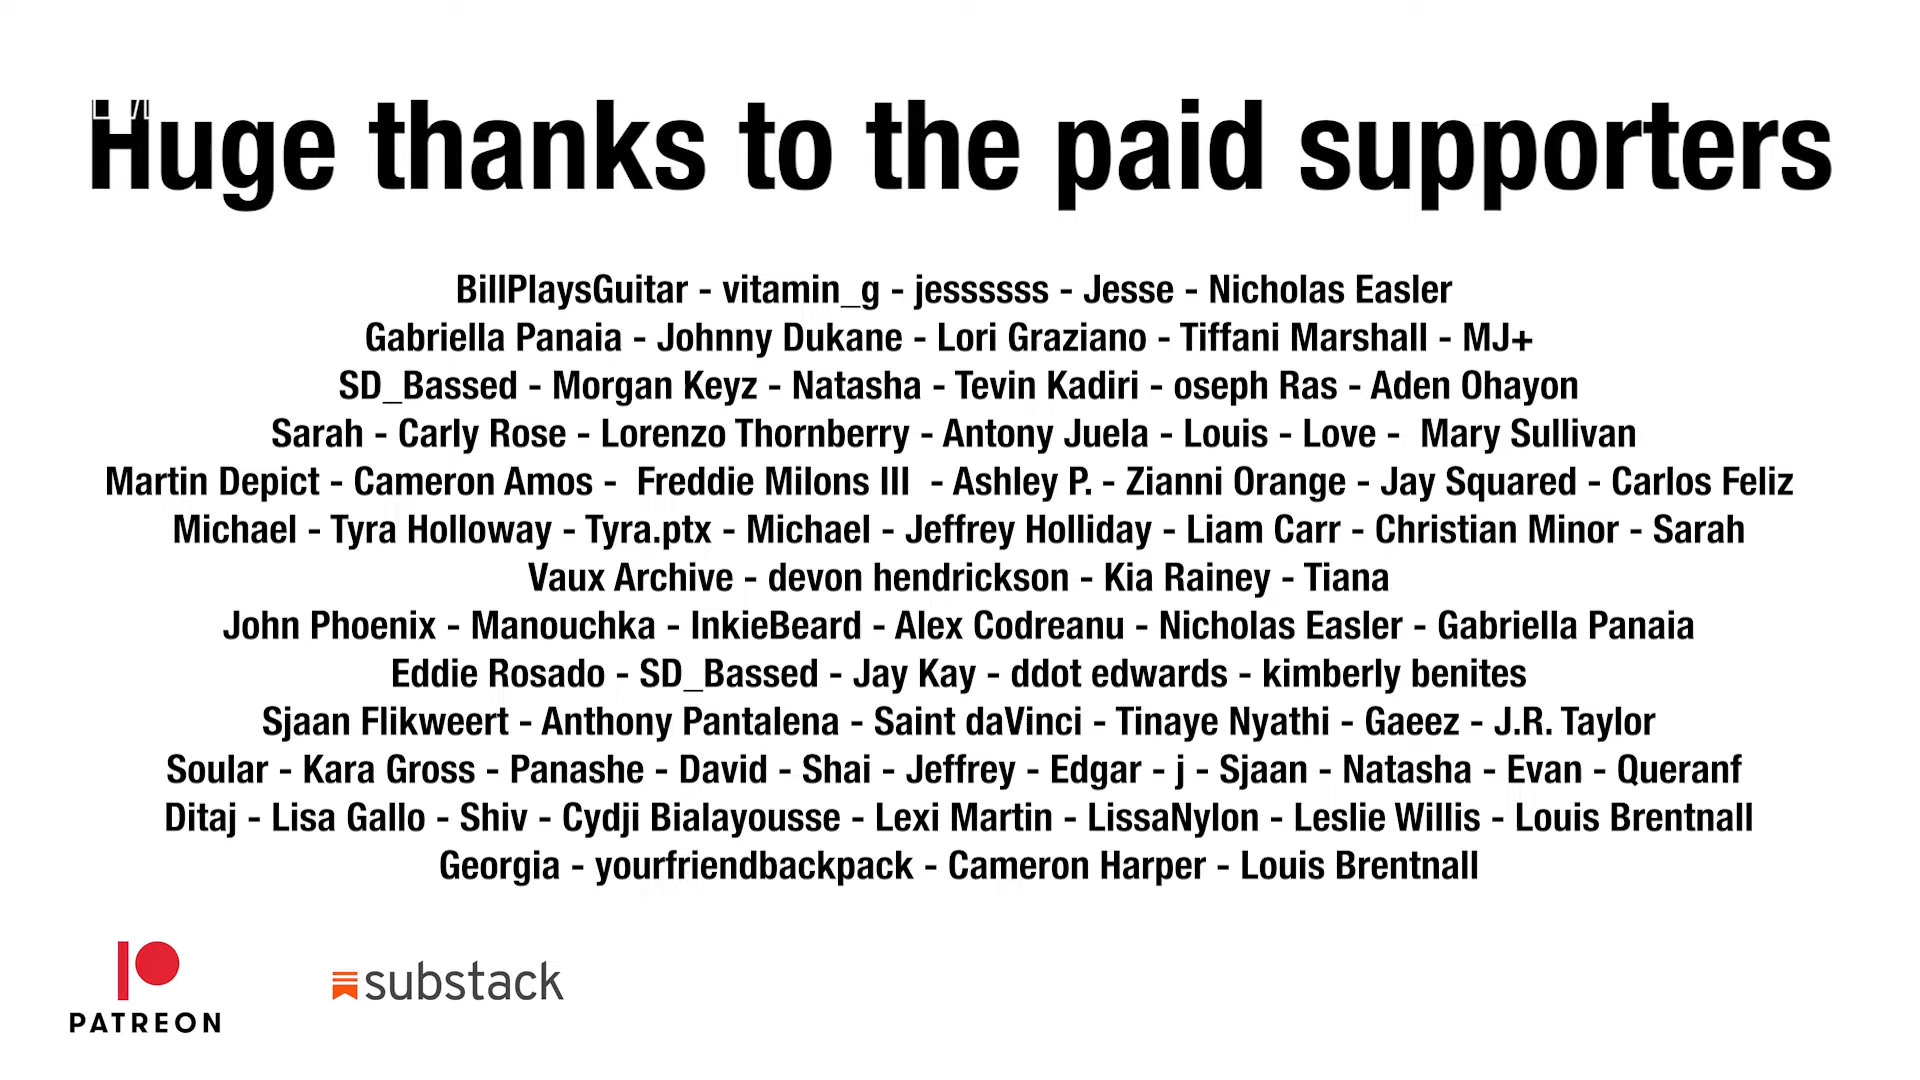 Huge thanks to the paid supporters
BillPlaysGuitar - vitamin_g - jessssss - Jesse - Nicholas Easler
Gabriella Panaia - Johnny Dukane - Lori Graziano - Tiffani Marshall - MJ+
SD_Bassed - Morgan Keyz - Natasha - Tevin Kadiri - oseph Ras - Aden Ohayon
Sarah - Carly Rose - Lorenzo Thornberry - Antony Juela - Louis - Love -  Mary Sullivan
Martin Depict - Cameron Amos -  Freddie Milons III  - Ashley P. - Zianni Orange - Jay Squared - Carlos Feliz
Michael - Tyra Holloway - Tyra.ptx - Michael - Jeffrey Holliday - Liam Carr - Christian Minor - Sarah
Vaux Archive - devon hendrickson - Kia Rainey - Tiana
John Phoenix - Manouchka - InkieBeard - Alex Codreanu - Nicholas Easler - Gabriella Panaia
Eddie Rosado - SD_Bassed - Jay Kay - ddot edwards - kimberly benites
Sjaan Flikweert - Anthony Pantalena - Saint daVinci - Tinaye Nyathi - Gaeez - J.R. Taylor
Soular - Kara Gross - Panashe - David - Shai - Jeffrey - Edgar - j - Sjaan - Natasha - Evan - Queranf
Ditaj - Lisa Gallo - Shiv - Cydji Bialayousse - Lexi Martin - LissaNylon - Leslie Willis - Louis Brentnall
Georgia - yourfriendbackpack - Cameron Harper - Louis Brentnall
substack
PATREON